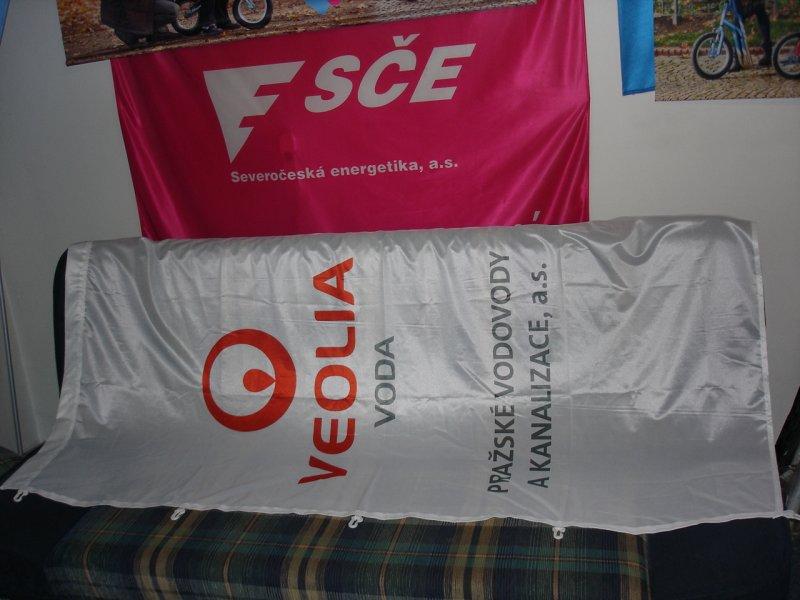 SČE
Severočeská energetika, a.s.
VEOLIA
VODA
PRAŽSKÉ VODOVODY
A KANALIZACE, a.s.